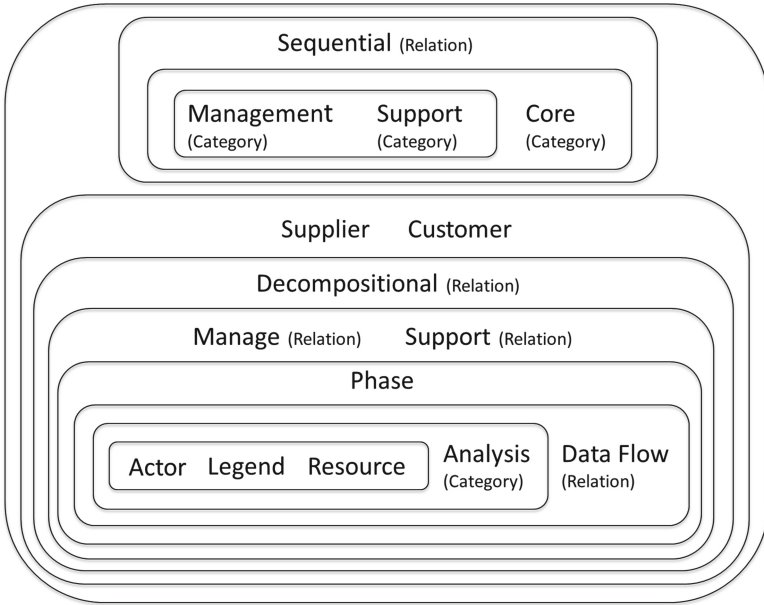 Sequential (Relation)
Management Support Core
(Category) (Category) (Category)
Supplier Customer
Decompositional (Relation)
Manage (Relation) Support (Relation)
Phase
Actor Legend Resource Analysis Data Flow
(Category) (Relation)